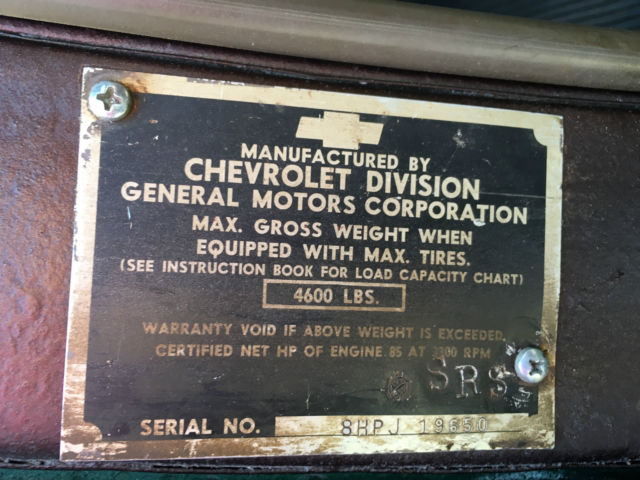 MANUFACTURED BY
CHEVROLET DIVISION
GENERAL MOTORS CORPORATION
MAX. GROSS WEIGHT WHEN
EQUIPPED WITH MAX. TIRES.
(SEE INSTRUCTION BOOK FOR LOAD CAPACITY CHART)
4600 LBS.
WARRANTY VOID IF ABOVE WEIGHT IS EXCEEDED.
CERTIFIED NET HP OF ENGINE 85 AT 3300 RPM
SRS
SERIAL NO. 8HPJ 19650